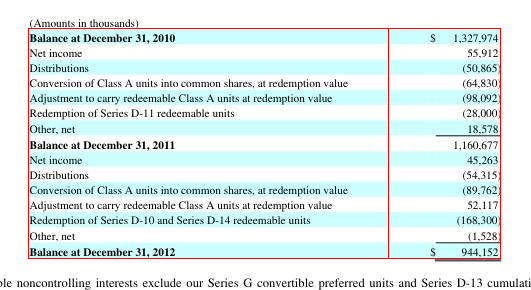 (Amounts in thousands)
Balance at December 31, 2010 $ 1,327,974
Net income 55,912
Distributions (50,865)
Conversion of Class A units into common shares, at redemption value (64,830)
Adjustment to carry redeemable Class A units at redemption value (98,092)
Redemption of Series D-11 redeemable units (28,000)
Other, net 18,578
Balance at December 31, 2011 1,160,677
Net income 45,263
Distributions (54,315)
Conversion of Class A units into common shares, at redemption value (89,762)
Adjustment to carry redeemable Class A units at redemption value 52,117
Redemption of Series D-10 and Series D-14 redeemable units (168,300)
Other, net (1,528)
Balance at December 31, 2012 $ 944,152
noncontrolling interests exclude our Series G convertible preferred units and Series D-13